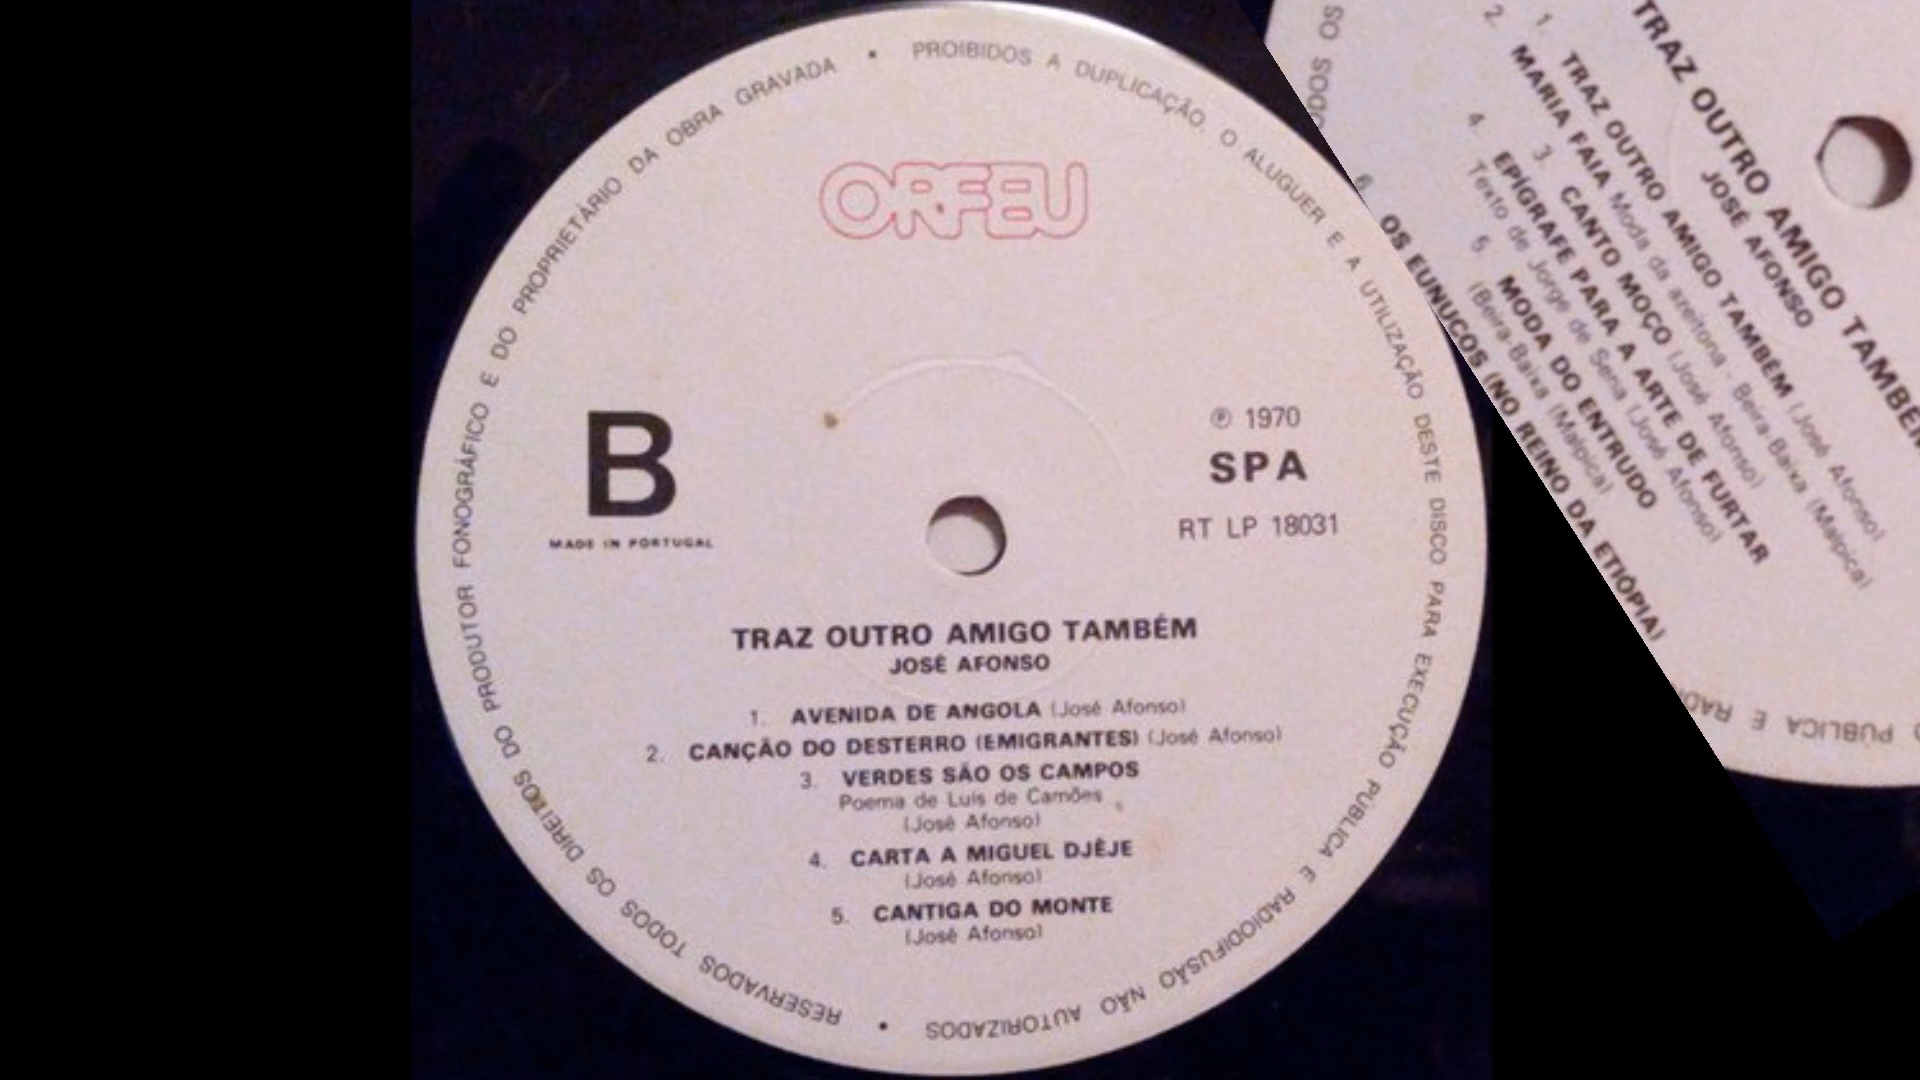 RESERVADOS TODOS OS DIREITOS DO PRODUTOR FONOGRÁFICO E DO PROPRIETÁRIO DA OBRA GRAVADA • PROIBIDOS A DUPLICAÇÃO. O ALUGUER E A UTILIZAÇÃO DESTE DISCO PARA EXECUÇÃO PÚBLICA E RADIODIFUSÃO NÃO AUTORIZADOS •
ORFEU
B
MADE IN PORTUGAL
℗ 1970
SPA
RT LP 18031
TRAZ OUTRO AMIGO TAMBÉM
JOSÉ AFONSO
1. AVENIDA DE ANGOLA (José Afonso)
2. CANÇÃO DO DESTERRO (EMIGRANTES) (José Afonso)
3. VERDES SÃO OS CAMPOS
Poema de Luis de Camões
(José Afonso)
4. CARTA A MIGUEL DJÊJE
(José Afonso)
5. CANTIGA DO MONTE
(José Afonso)
TRAZ OUTRO AMIGO TAMBÉM
JOSÉ AFONSO
1. TRAZ OUTRO AMIGO TAMBÉM (José Afonso)
2. MARIA FAIA Moda da azeitona - Beira-Baixa (Malpica)
3. CANTO MOÇO (José Afonso)
4. EPÍGRAFE PARA A ARTE DE FURTAR
Texto de Jorge de Sena (José Afonso)
5. MODA DO ENTRUDO
(Beira-Baixa (Malpica)
6. OS EUNUCOS (NO REINO DA ETIÓPIA)
OS
PÚBLICA E